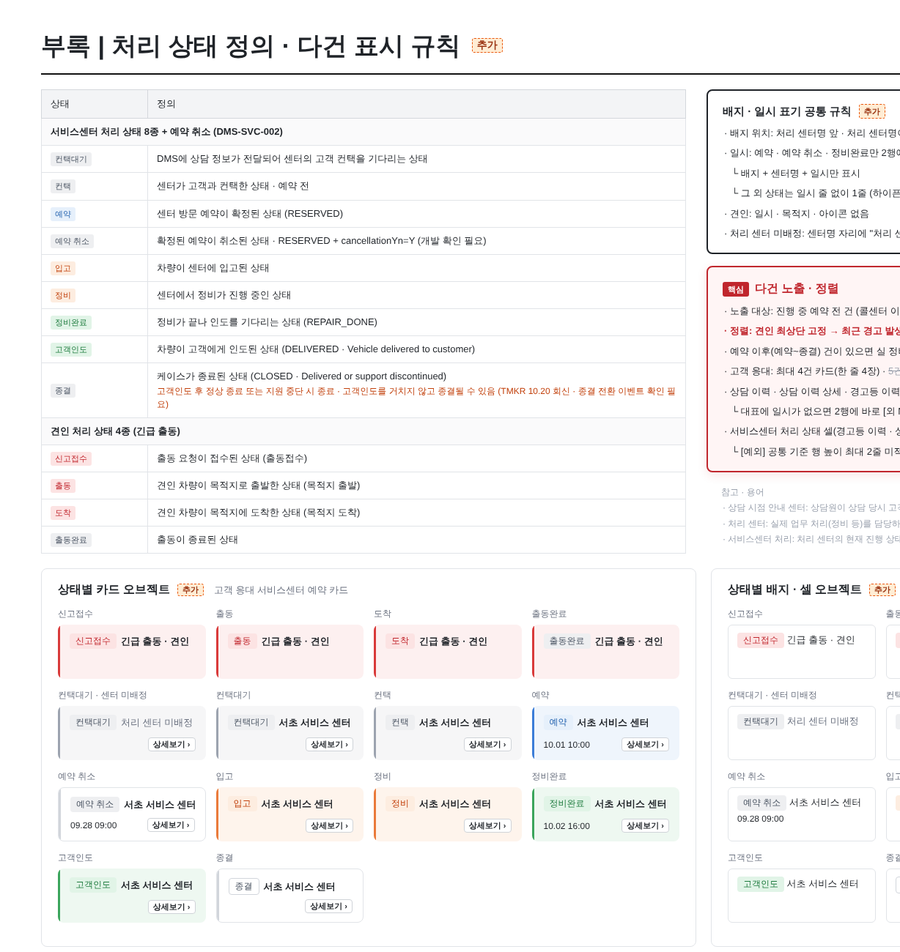 부록 | 처리 상태 정의 · 다건 표시 규칙 추가
상태 정의
서비스센터 처리 상태 8종 + 예약 취소 (DMS-SVC-002)
컨택대기 DMS에 상담 정보가 전달되어 센터의 고객 컨택을 기다리는 상태
컨택 센터가 고객과 컨택한 상태 · 예약 전
예약 센터 방문 예약이 확정된 상태 (RESERVED)
예약 취소 확정된 예약이 취소된 상태 · RESERVED + cancellationYn=Y (개발 확인 필요)
입고 차량이 센터에 입고된 상태
정비 센터에서 정비가 진행 중인 상태
정비완료 정비가 끝나 인도를 기다리는 상태 (REPAIR_DONE)
고객인도 차량이 고객에게 인도된 상태 (DELIVERED · Vehicle delivered to customer)
종결 케이스가 종료된 상태 (CLOSED · Delivered or support discontinued)
고객인도 후 정상 종료 또는 지원 중단 시 종료 · 고객인도를 거치지 않고 종결될 수 있음 (TMKR 10.20 회신 · 종결 전환 이벤트 확인 필
요)
견인 처리 상태 4종 (긴급 출동)
신고접수 출동 요청이 접수된 상태 (출동접수)
출동 견인 차량이 목적지로 출발한 상태 (목적지 출발)
도착 견인 차량이 목적지에 도착한 상태 (목적지 도착)
출동완료 출동이 종료된 상태
배지 · 일시 표기 공통 규칙 추가
· 배지 위치: 처리 센터명 앞 · 처리 센터명
· 일시: 예약 · 예약 취소 · 정비완료만 2행
└ 배지 + 센터명 + 일시만 표시
└ 그 외 상태는 일시 줄 없이 1줄 (하이픈
· 견인: 일시 · 목적지 · 아이콘 없음
· 처리 센터 미배정: 센터명 자리에 "처리 센
핵심 다건 노출 · 정렬
· 노출 대상: 진행 중 예약 전 건 (콜센터 이
· 정렬: 견인 최상단 고정 → 최근 경고 발생
· 예약 이후(예약~종결) 건이 있으면 실 정
· 고객 응대: 최대 4건 카드(한 줄 4장) · 5건
· 상담 이력 · 상담 이력 상세 · 경고등 이력
└ 대표에 일시가 없으면 2행에 바로 [외 N
· 서비스센터 처리 상태 셀(경고등 이력 · 상
└ [예외] 공통 기준 행 높이 최대 2줄 미적
참고 · 용어
· 상담 시점 안내 센터: 상담원이 상담 당시 고객
· 처리 센터: 실제 업무 처리(정비 등)를 담당하
· 서비스센터 처리: 처리 센터의 현재 진행 상태
상태별 카드 오브젝트 추가 고객 응대 서비스센터 예약 카드
신고접수 출동 도착 출동완료
신고접수 긴급 출동 · 견인 출동 긴급 출동 · 견인 도착 긴급 출동 · 견인 출동완료 긴급 출동 · 견인
컨택대기 · 센터 미배정 컨택대기 컨택 예약
컨택대기 처리 센터 미배정 컨택대기 서초 서비스 센터 컨택 서초 서비스 센터 예약 서초 서비스 센터
상세보기 › 상세보기 › 상세보기 › 10.01 10:00 상세보기 ›
예약 취소 입고 정비 정비완료
예약 취소 서초 서비스 센터 입고 서초 서비스 센터 정비 서초 서비스 센터 정비완료 서초 서비스 센터
09.28 09:00 상세보기 › 상세보기 › 상세보기 › 10.02 16:00 상세보기 ›
고객인도 종결
고객인도 서초 서비스 센터 종결 서초 서비스 센터
상세보기 › 상세보기 ›
상태별 배지 · 셀 오브젝트 추가
신고접수 출동
신고접수 긴급 출동 · 견인
컨택대기 · 센터 미배정
컨택대기 처리 센터 미배정
예약 취소 입고
예약 취소 서초 서비스 센터
09.28 09:00
고객인도 종결
고객인도 서초 서비스 센터